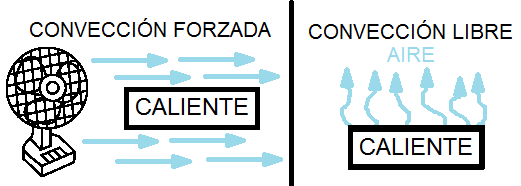 CONVECCIÓN FORZADA
CALIENTE
CONVECCIÓN LIBRE
AIRE
CALIENTE